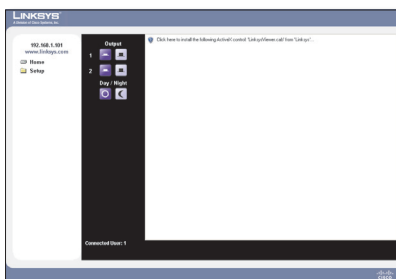 LINKSYS®
A Division of Cisco Systems, Inc.
192.168.1.101
www.linksys.com
Home
Setup
Output
1
2
Day / Night
Click here to install the following ActiveX control: 'LinksysViewer.cab' from 'Linksys'...
Connected User: 1
CISCO